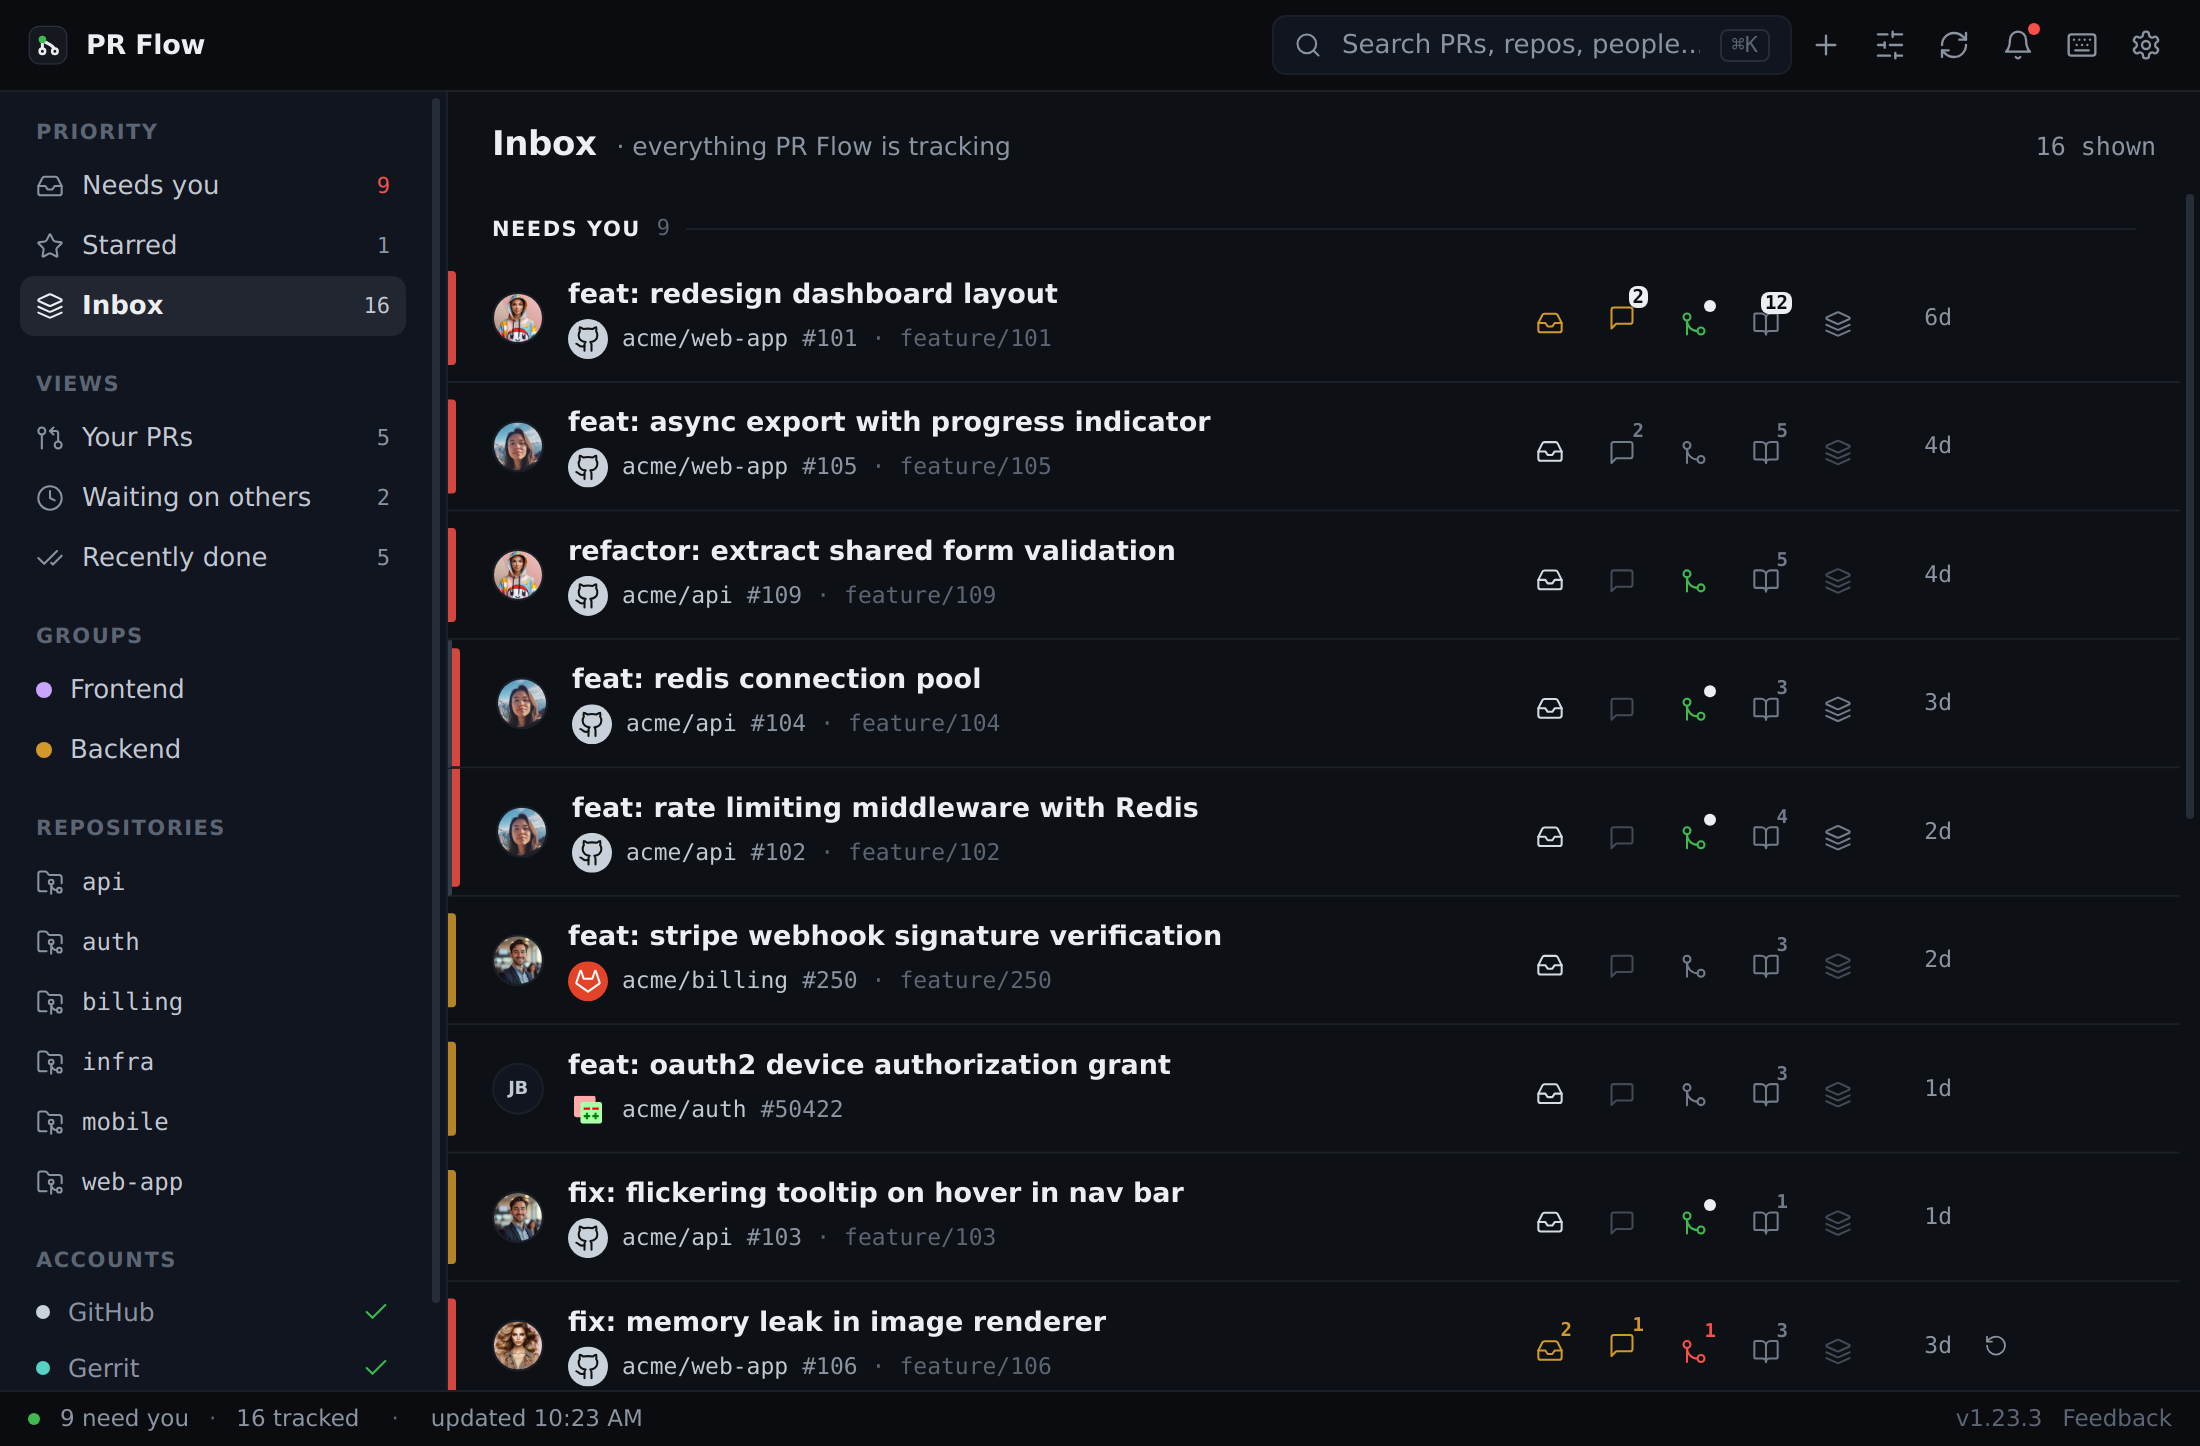 PR Flow
Search PRs, repos, people... ⌘K
PRIORITY
Needs you 9
Starred 1
Inbox 16
VIEWS
Your PRs 5
Waiting on others 2
Recently done 5
GROUPS
Frontend
Backend
REPOSITORIES
api
auth
billing
infra
mobile
web-app
ACCOUNTS
GitHub
Gerrit
Inbox · everything PR Flow is tracking 16 shown
NEEDS YOU 9
feat: redesign dashboard layout
2 12 6d
acme/web-app #101 · feature/101
feat: async export with progress indicator
2 5 4d
acme/web-app #105 · feature/105
refactor: extract shared form validation
5 4d
acme/api #109 · feature/109
feat: redis connection pool
3 3d
acme/api #104 · feature/104
feat: rate limiting middleware with Redis
4 2d
acme/api #102 · feature/102
feat: stripe webhook signature verification
3 2d
acme/billing #250 · feature/250
feat: oauth2 device authorization grant
JB 3 1d
acme/auth #50422
fix: flickering tooltip on hover in nav bar
1 1d
acme/api #103 · feature/103
fix: memory leak in image renderer
2 1 1 3 3d
acme/web-app #106 · feature/106
9 need you · 16 tracked · updated 10:23 AM
v1.23.3 Feedback